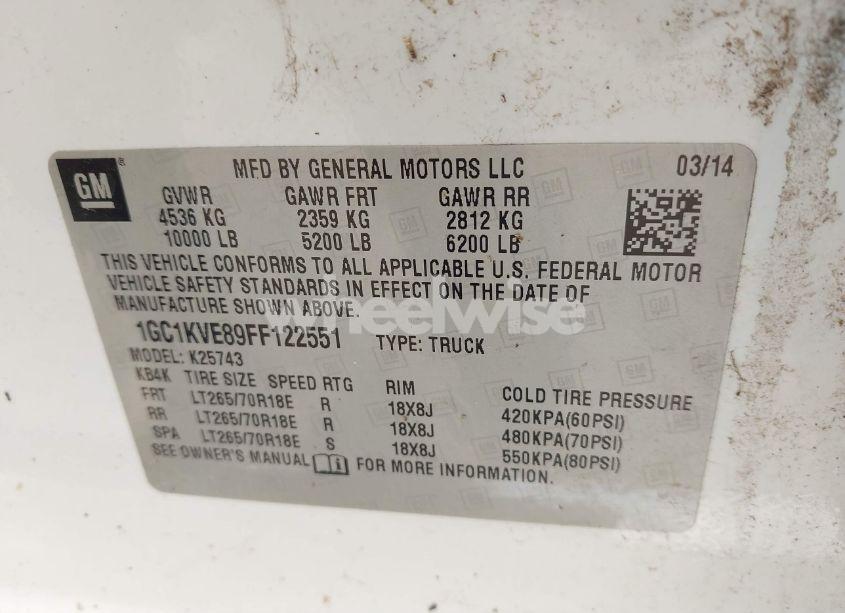 GM
MFD BY GENERAL MOTORS LLC 03/14
GVWR GAWR FRT GAWR RR
4536 KG 2359 KG 2812 KG
10000 LB 5200 LB 6200 LB
THIS VEHICLE CONFORMS TO ALL APPLICABLE U.S. FEDERAL MOTOR
VEHICLE SAFETY STANDARDS IN EFFECT ON THE DATE OF
MANUFACTURE SHOWN ABOVE.
wheelwise
1GC1KVE89FF122551 TYPE: TRUCK
MODEL: K25743
KB4K TIRE SIZE SPEED RTG RIM COLD TIRE PRESSURE
FRT LT265/70R18E R 18X8J 420KPA(60PSI)
RR LT265/70R18E R 18X8J 480KPA(70PSI)
SPA LT265/70R18E S 18X8J 550KPA(80PSI)
SEE OWNER'S MANUAL FOR MORE INFORMATION.